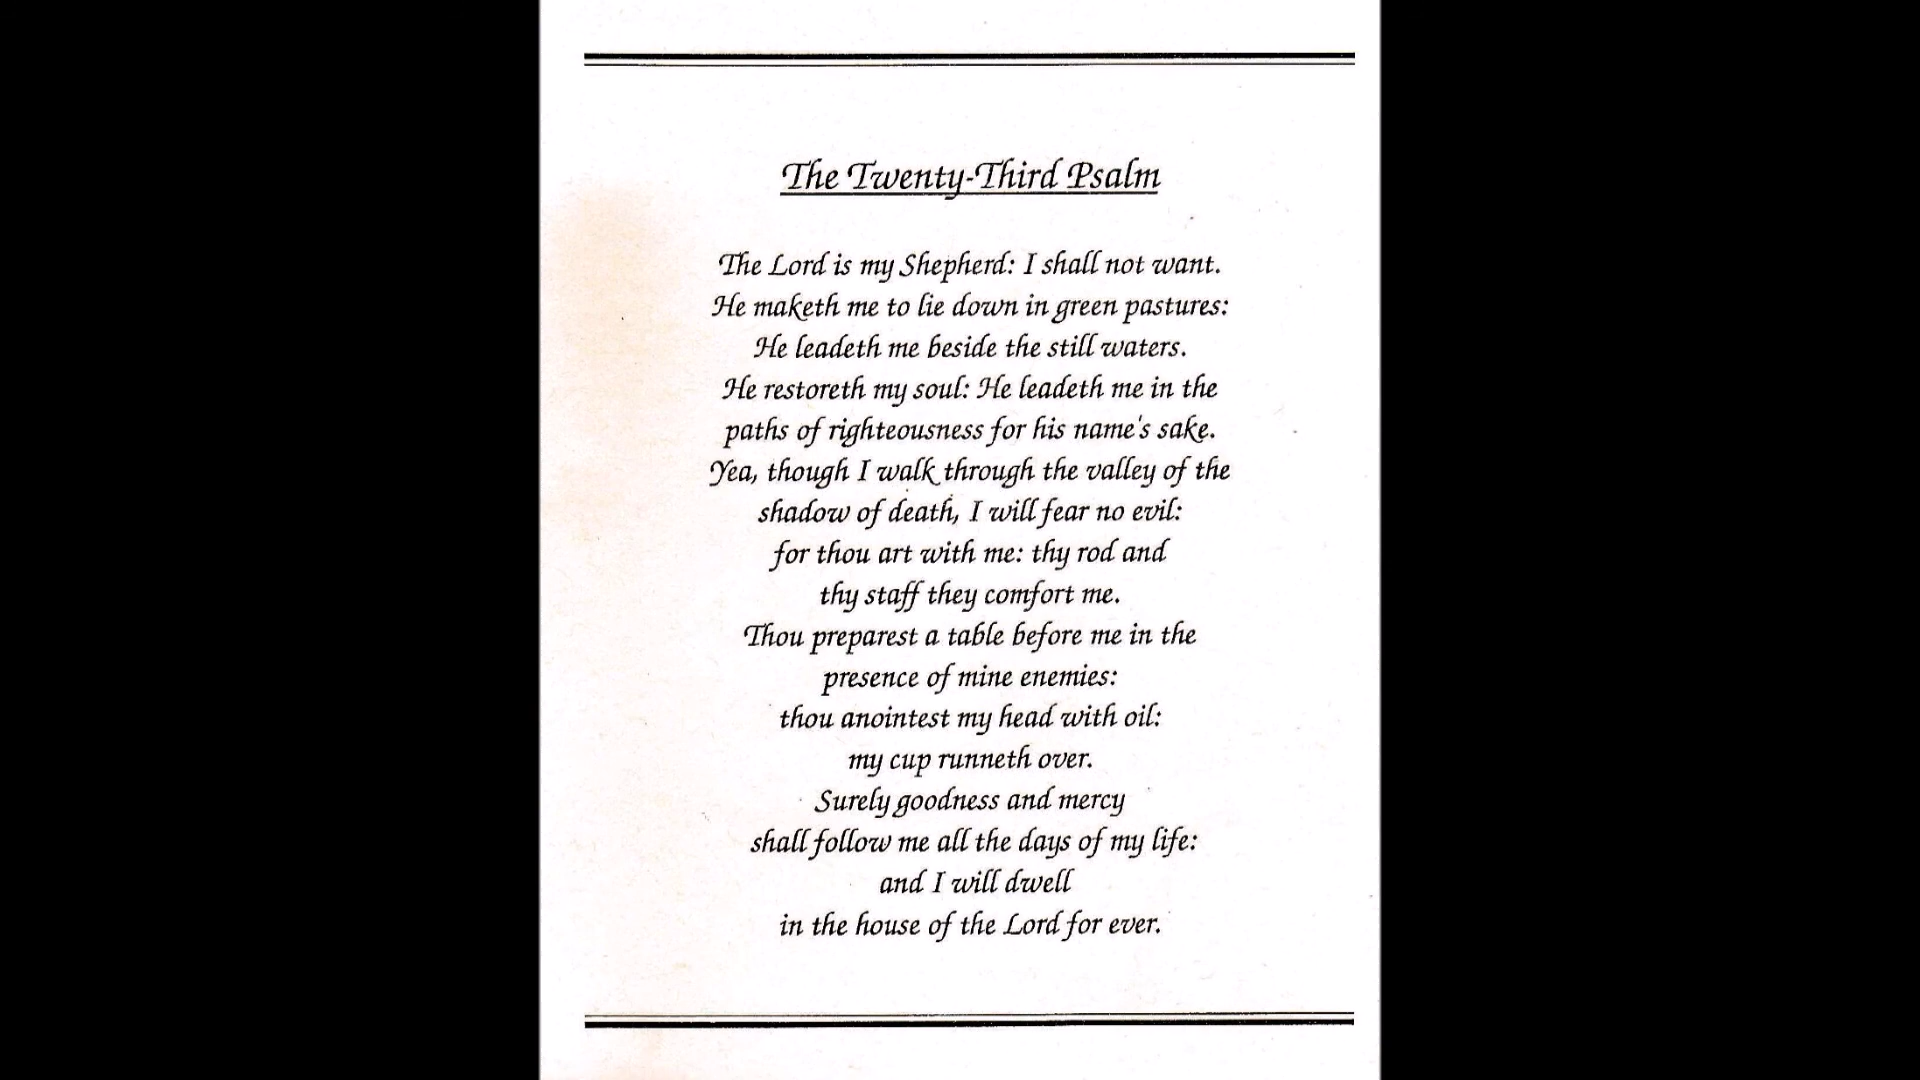 The Twenty-Third Psalm
The Lord is my Shepherd: I shall not want.
He maketh me to lie down in green pastures:
He leadeth me beside the still waters.
He restoreth my soul: He leadeth me in the
paths of righteousness for his name's sake.
Yea, though I walk through the valley of the
shadow of death, I will fear no evil:
for thou art with me: thy rod and
thy staff they comfort me.
Thou preparest a table before me in the
presence of mine enemies:
thou anointest my head with oil:
my cup runneth over.
Surely goodness and mercy
shall follow me all the days of my life:
and I will dwell
in the house of the Lord for ever.